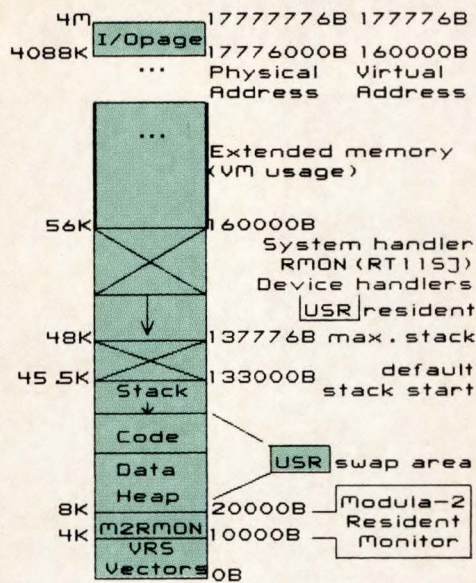 4M 17777776B 177776B
I/Opage
4088K 17776000B 160000B
... Physical Virtual
Address Address
...
Extended memory
(VM usage)
56K 160000B
System handler
RMON (RT11SJ)
Device handlers
USR resident
48K 137776B max. stack
45.5K 133000B default
stack start
Stack
Code
USR swap area
Data
Heap
8K 20000B Modula-2
Resident
Monitor
M2RMON
4K 10000B
VRS
Vectors
0B